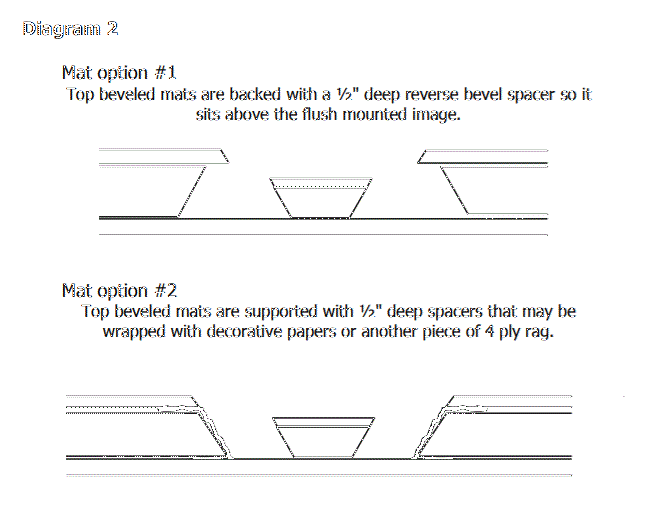 Diagram 2
Mat option #1
Top beveled mats are backed with a ½" deep reverse bevel spacer so it
sits above the flush mounted image.
Mat option #2
Top beveled mats are supported with ½" deep spacers that may be
wrapped with decorative papers or another piece of 4 ply rag.